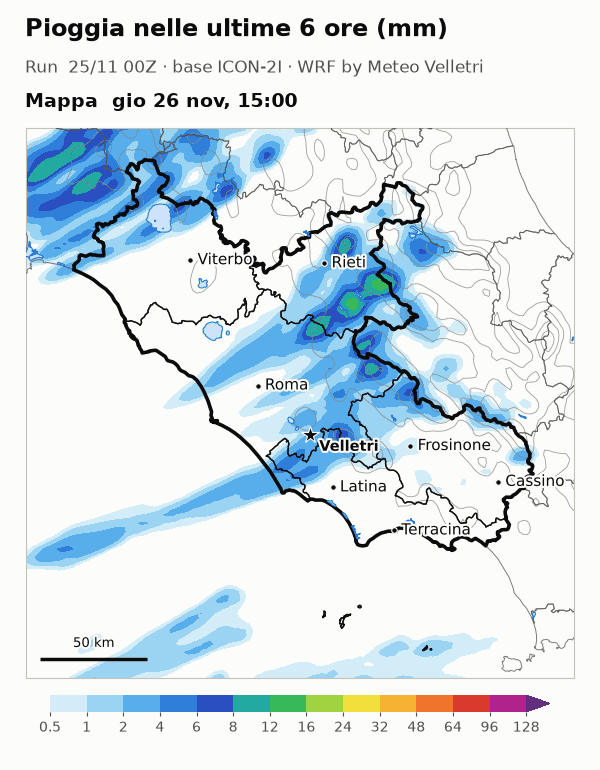 Pioggia nelle ultime 6 ore (mm)
Run  25/11 00Z · base ICON-2I · WRF by Meteo Velletri
Mappa  gio 26 nov, 15:00
Viterbo
Rieti
Roma
Velletri
Frosinone
Latina
Cassino
Terracina
50 km
0.5 1 2 4 6 8 12 16 24 32 48 64 96 128